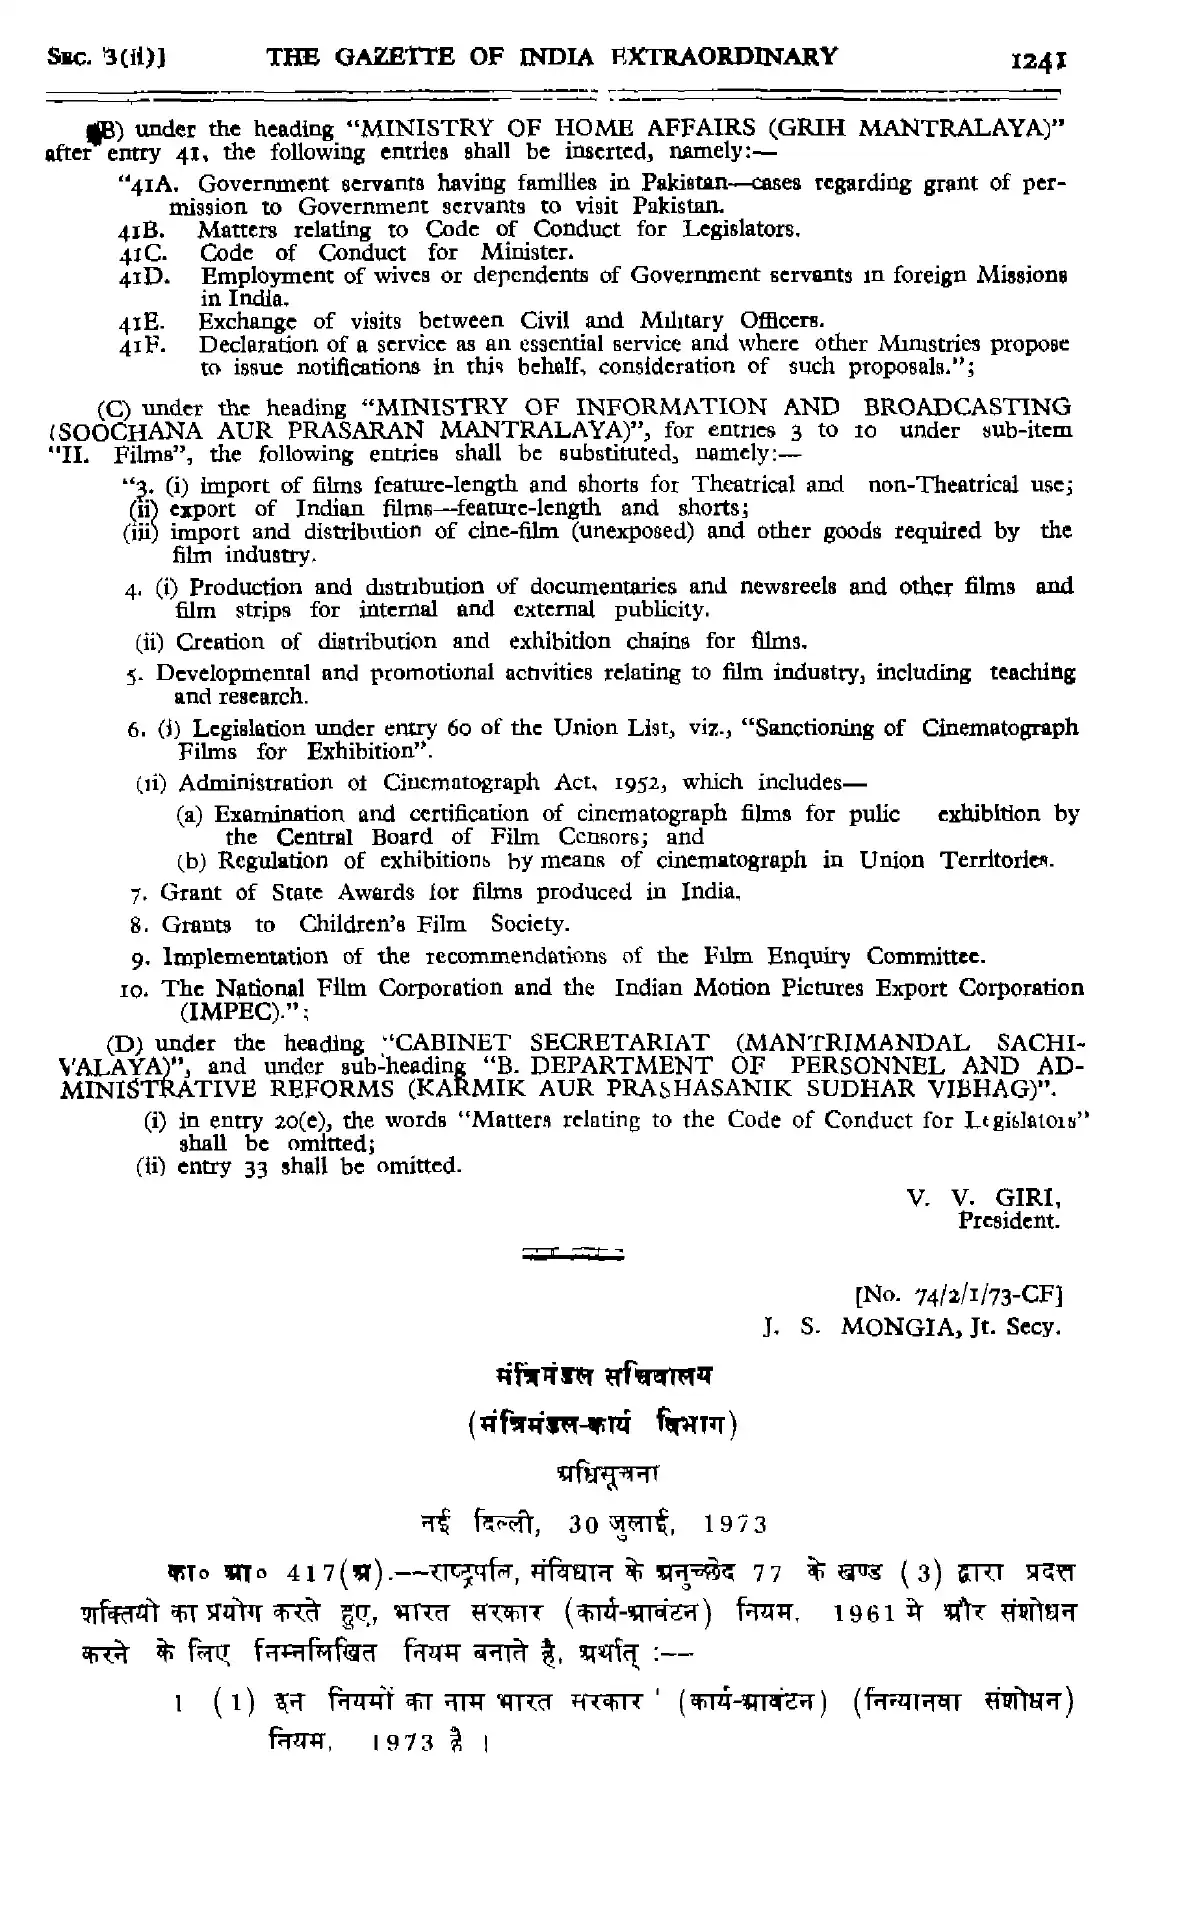 SEC. 3(ii)] THE GAZETTE OF INDIA EXTRAORDINARY 1241
(B) under the heading “MINISTRY OF HOME AFFAIRS (GRIH MANTRALAYA)”
after entry 41, the following entries shall be inserted, namely:—
“41A. Government servants having families in Pakistan—cases regarding grant of per-
mission to Government servants to visit Pakistan.
41B. Matters relating to Code of Conduct for Legislators.
41C. Code of Conduct for Minister.
41D. Employment of wives or dependents of Government servants in foreign Missions
in India.
41E. Exchange of visits between Civil and Military Officers.
41F. Declaration of a service as an essential service and where other Ministries propose
to issue notifications in this behalf, consideration of such proposals.”;
(C) under the heading “MINISTRY OF INFORMATION AND BROADCASTING
(SOOCHANA AUR PRASARAN MANTRALAYA)”, for entries 3 to 10 under sub-item
“II. Films”, the following entries shall be substituted, namely:—
“3. (i) import of films feature-length and shorts for Theatrical and non-Theatrical use;
(ii) export of Indian films—feature-length and shorts;
(iii) import and distribution of cine-film (unexposed) and other goods required by the
film industry.
4. (i) Production and distribution of documentaries and newsreels and other films and
film strips for internal and external publicity.
(ii) Creation of distribution and exhibition chains for films.
5. Developmental and promotional activities relating to film industry, including teaching
and research.
6. (i) Legislation under entry 60 of the Union List, viz., “Sanctioning of Cinematograph
Films for Exhibition”.
(ii) Administration of Cinematograph Act, 1952, which includes—
(a) Examination and certification of cinematograph films for pulic exhibition by
the Central Board of Film Censors; and
(b) Regulation of exhibitions by means of cinematograph in Union Territories.
7. Grant of State Awards for films produced in India.
8. Grants to Children’s Film Society.
9. Implementation of the recommendations of the Film Enquiry Committee.
10. The National Film Corporation and the Indian Motion Pictures Export Corporation
(IMPEC).”;
(D) under the heading “CABINET SECRETARIAT (MANTRIMANDAL SACHI-
VALAYA)”, and under sub-heading “B. DEPARTMENT OF PERSONNEL AND AD-
MINISTRATIVE REFORMS (KARMIK AUR PRASHASANIK SUDHAR VIBHAG)”.
(i) in entry 20(e), the words “Matters relating to the Code of Conduct for Legislators”
shall be omitted;
(ii) entry 33 shall be omitted.
V. V. GIRI,
President.
[No. 74/2/1/73-CF]
J. S. MONGIA, Jt. Secy.
मंत्रिमंडल सचिवालय
(मंत्रिमंडल-कार्य विभाग)
अधिसूचना
नई दिल्ली, 30 जुलाई, 1973
का० आ० 417(अ).--राष्ट्रपति, संविधान के अनुच्छेद 77 के खण्ड (3) द्वारा प्रदत्त
शक्तियों का प्रयोग करते हुए, भारत सरकार (कार्य-आवंटन) नियम, 1961 में और संशोधन
करने के लिए निम्नलिखित नियम बनाते है, अर्थात् :--
1 (1) इन नियमों का नाम भारत सरकार (कार्य-आवंटन) (निन्यानवा संशोधन)
नियम, 1973 है ।